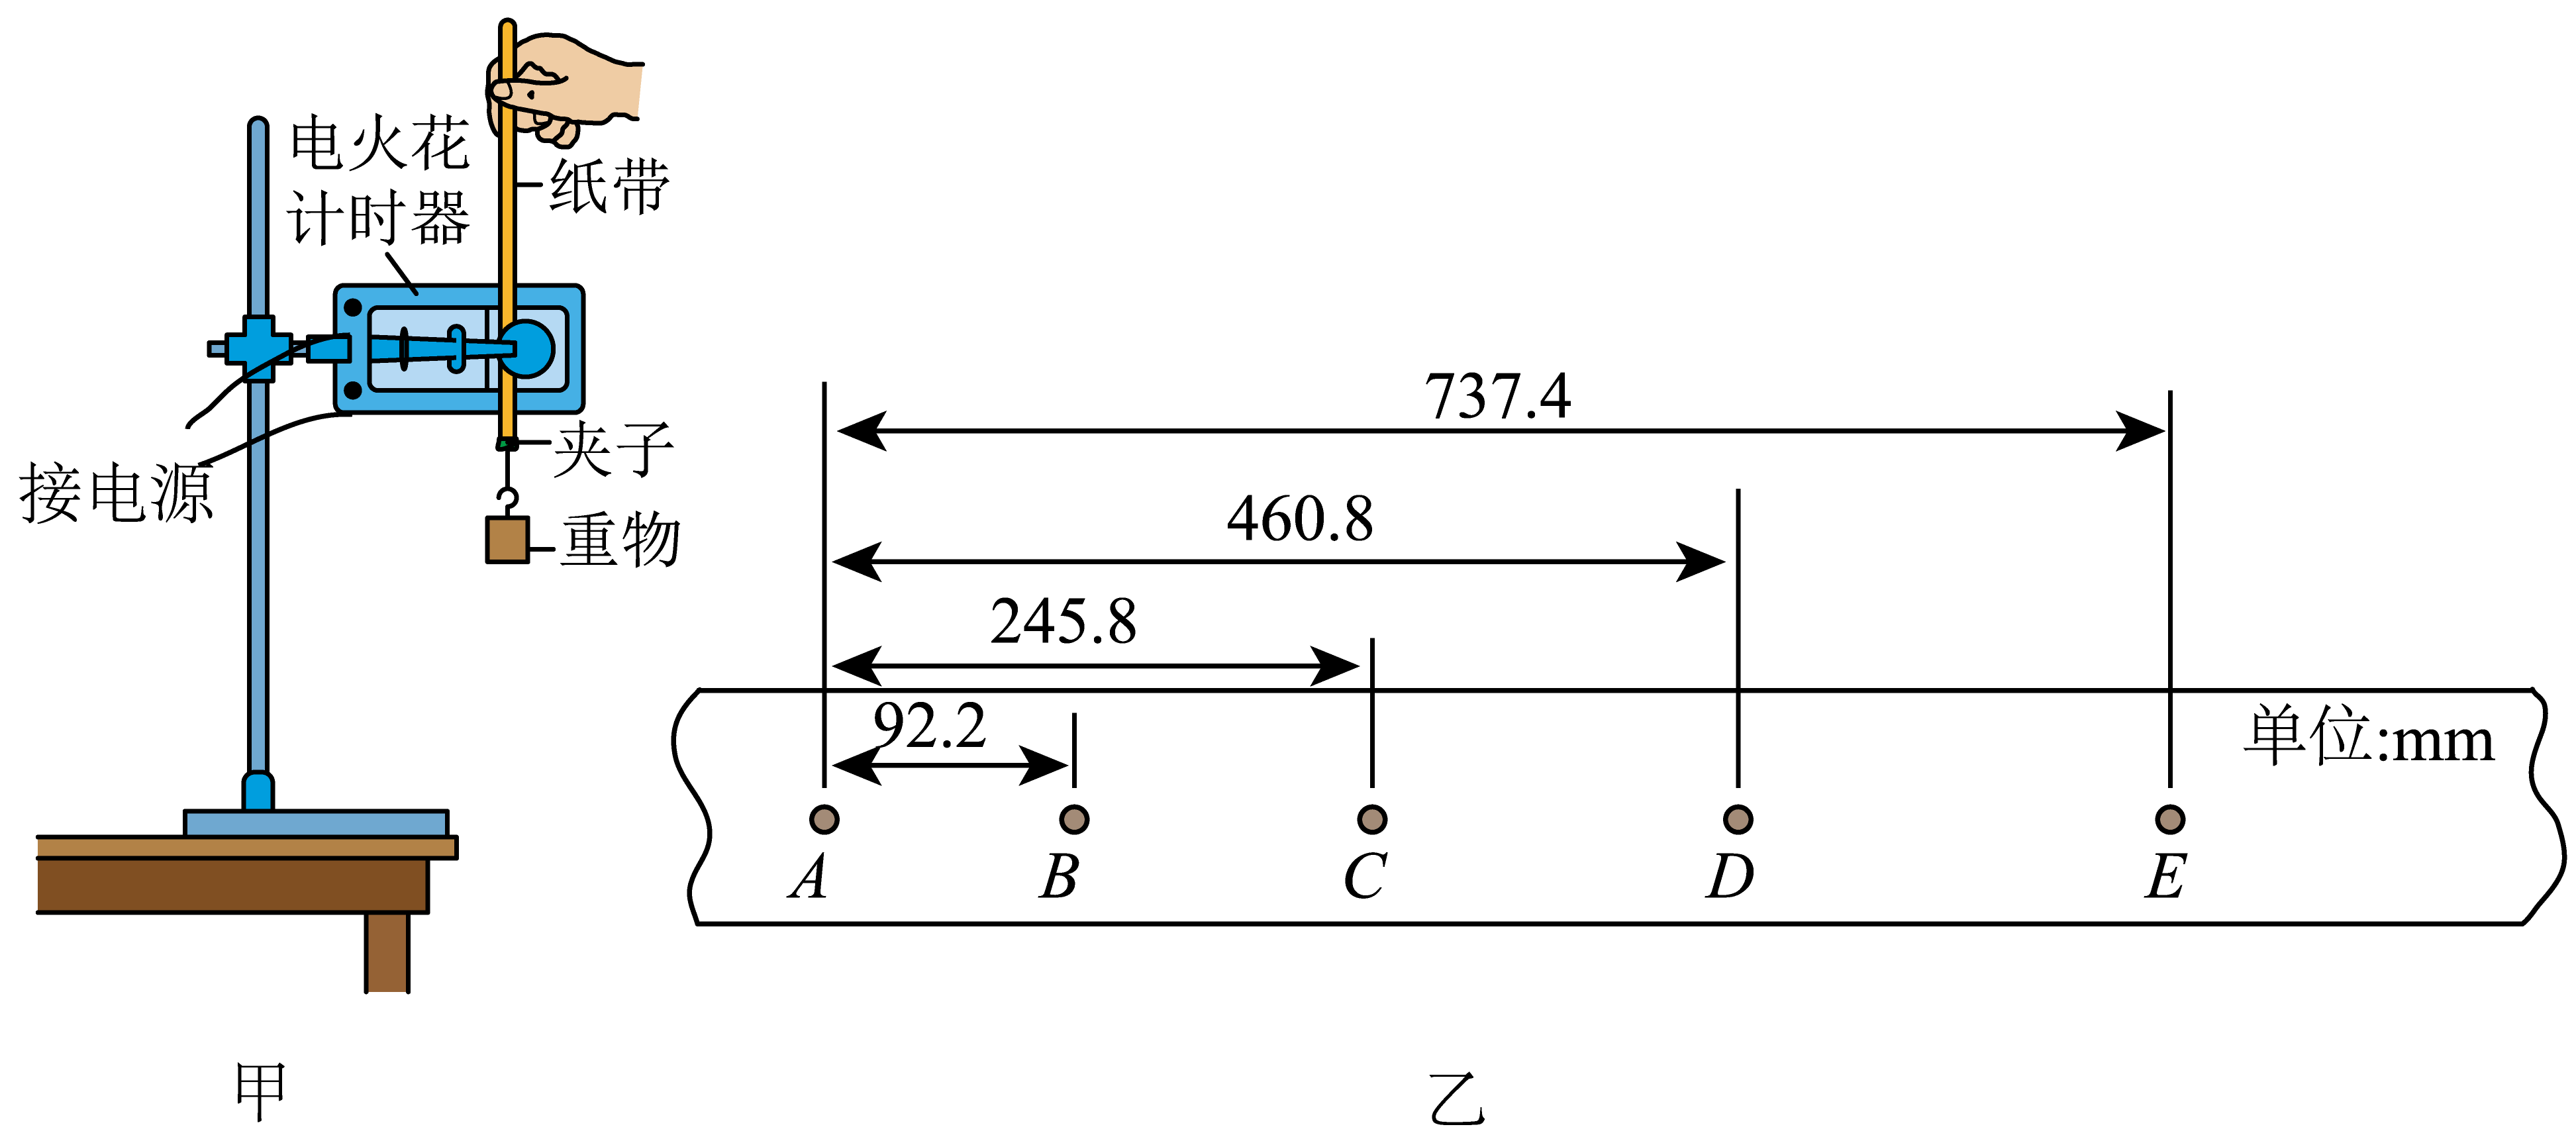 电火花
计时器
纸带
夹子
接电源
重物
甲
737.4
460.8
245.8
92.2
单位:mm
A B C D E
乙